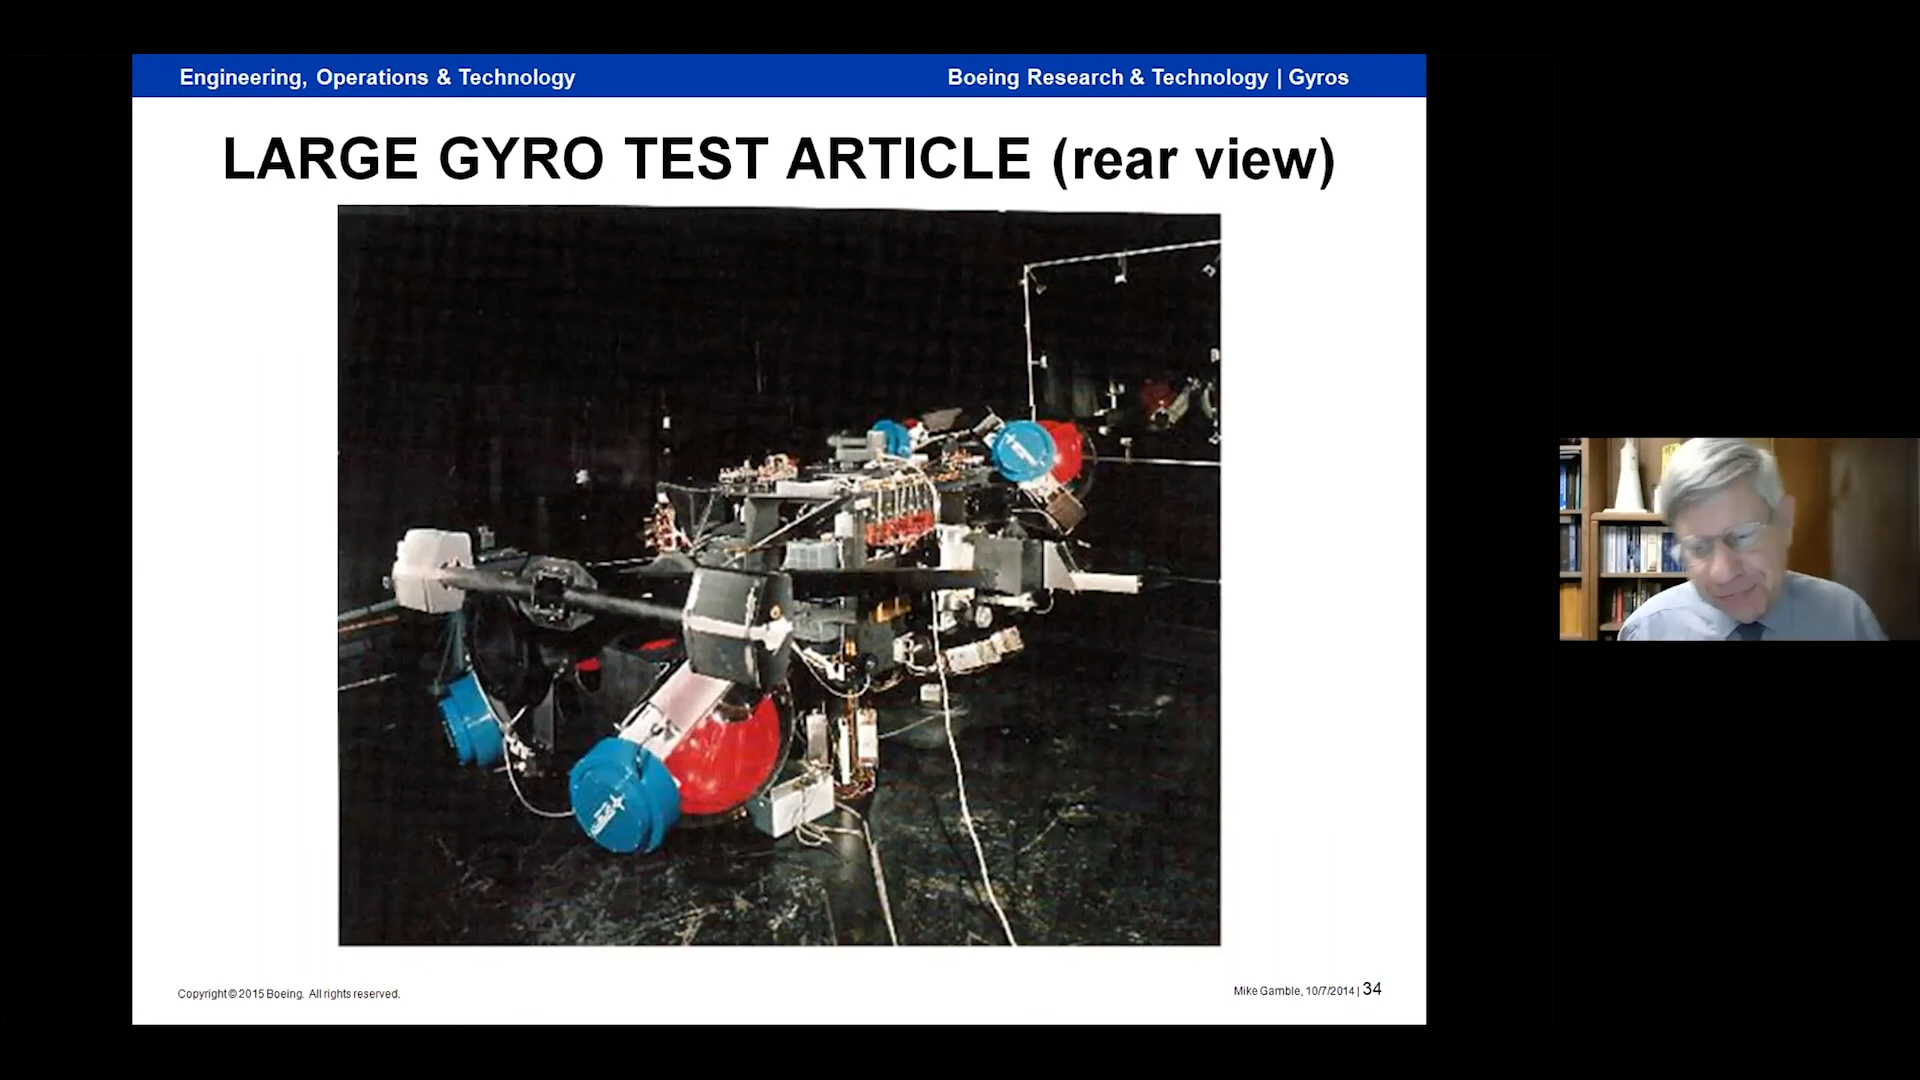 Engineering, Operations & Technology
Boeing Research & Technology | Gyros
LARGE GYRO TEST ARTICLE (rear view)
Copyright © 2015 Boeing. All rights reserved.
Mike Gamble, 10/7/2014 | 34